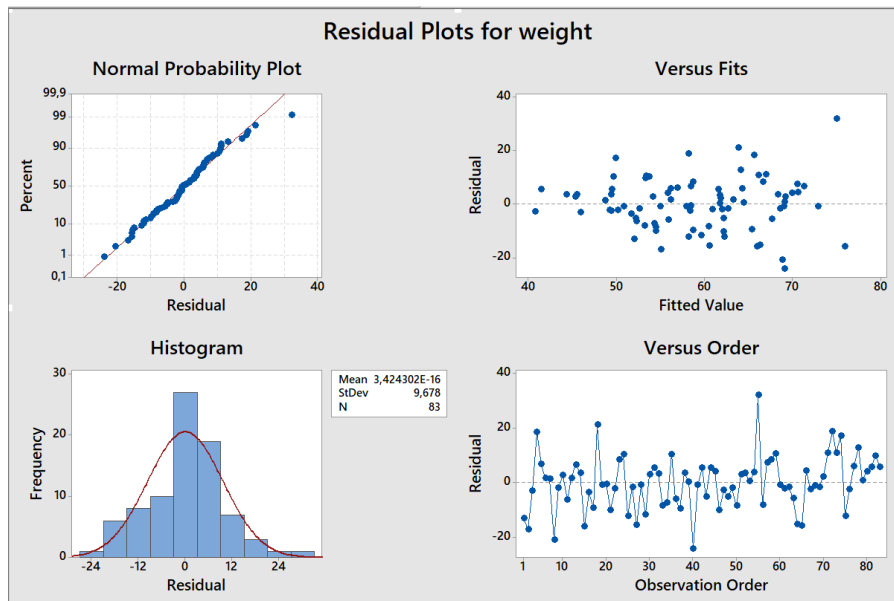 Residual Plots for weight
Normal Probability Plot
99,9
99
90
50
10
1
0,1
Percent
-20
0
20
40
Residual
Versus Fits
40
20
0
-20
Residual
40
50
60
70
80
Fitted Value
Histogram
30
20
10
0
Frequency
-24
-12
0
12
24
Residual
Mean 3,424302E-16
StDev 9,678
N 83
Versus Order
40
20
0
-20
Residual
1
10
20
30
40
50
60
70
80
Observation Order